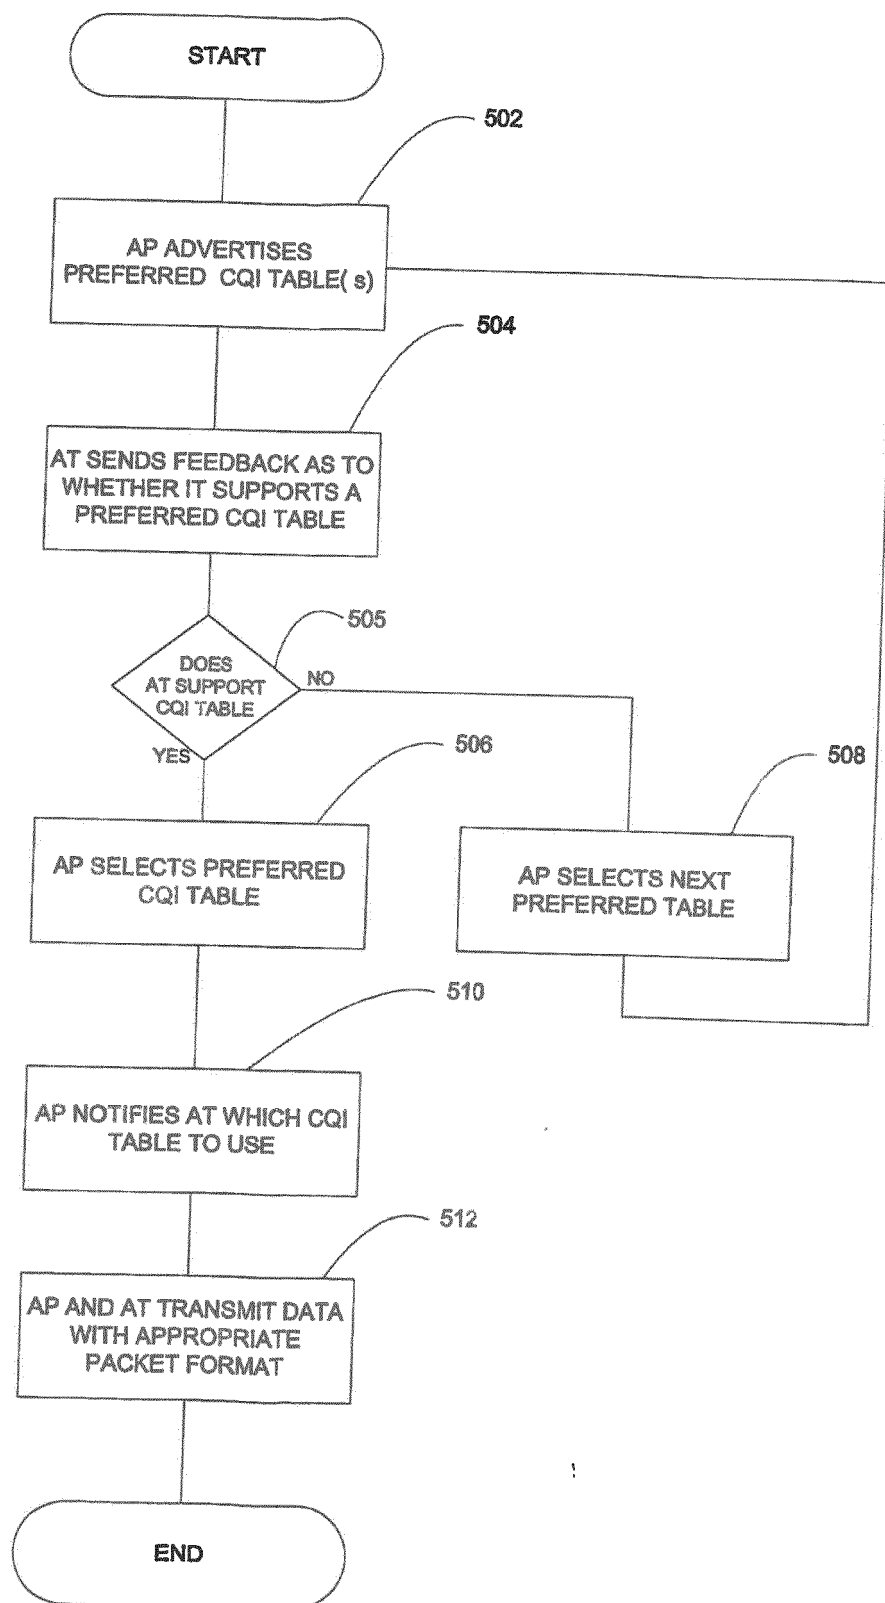 START
502
AP ADVERTISES
PREFERRED CQI TABLE( s)
504
AT SENDS FEEDBACK AS TO
WHETHER IT SUPPORTS A
PREFERRED CQI TABLE
505
DOES
AT SUPPORT
CQI TABLE
NO
YES
506
508
AP SELECTS PREFERRED
CQI TABLE
AP SELECTS NEXT
PREFERRED TABLE
510
AP NOTIFIES AT WHICH CQI
TABLE TO USE
512
AP AND AT TRANSMIT DATA
WITH APPROPRIATE
PACKET FORMAT
END